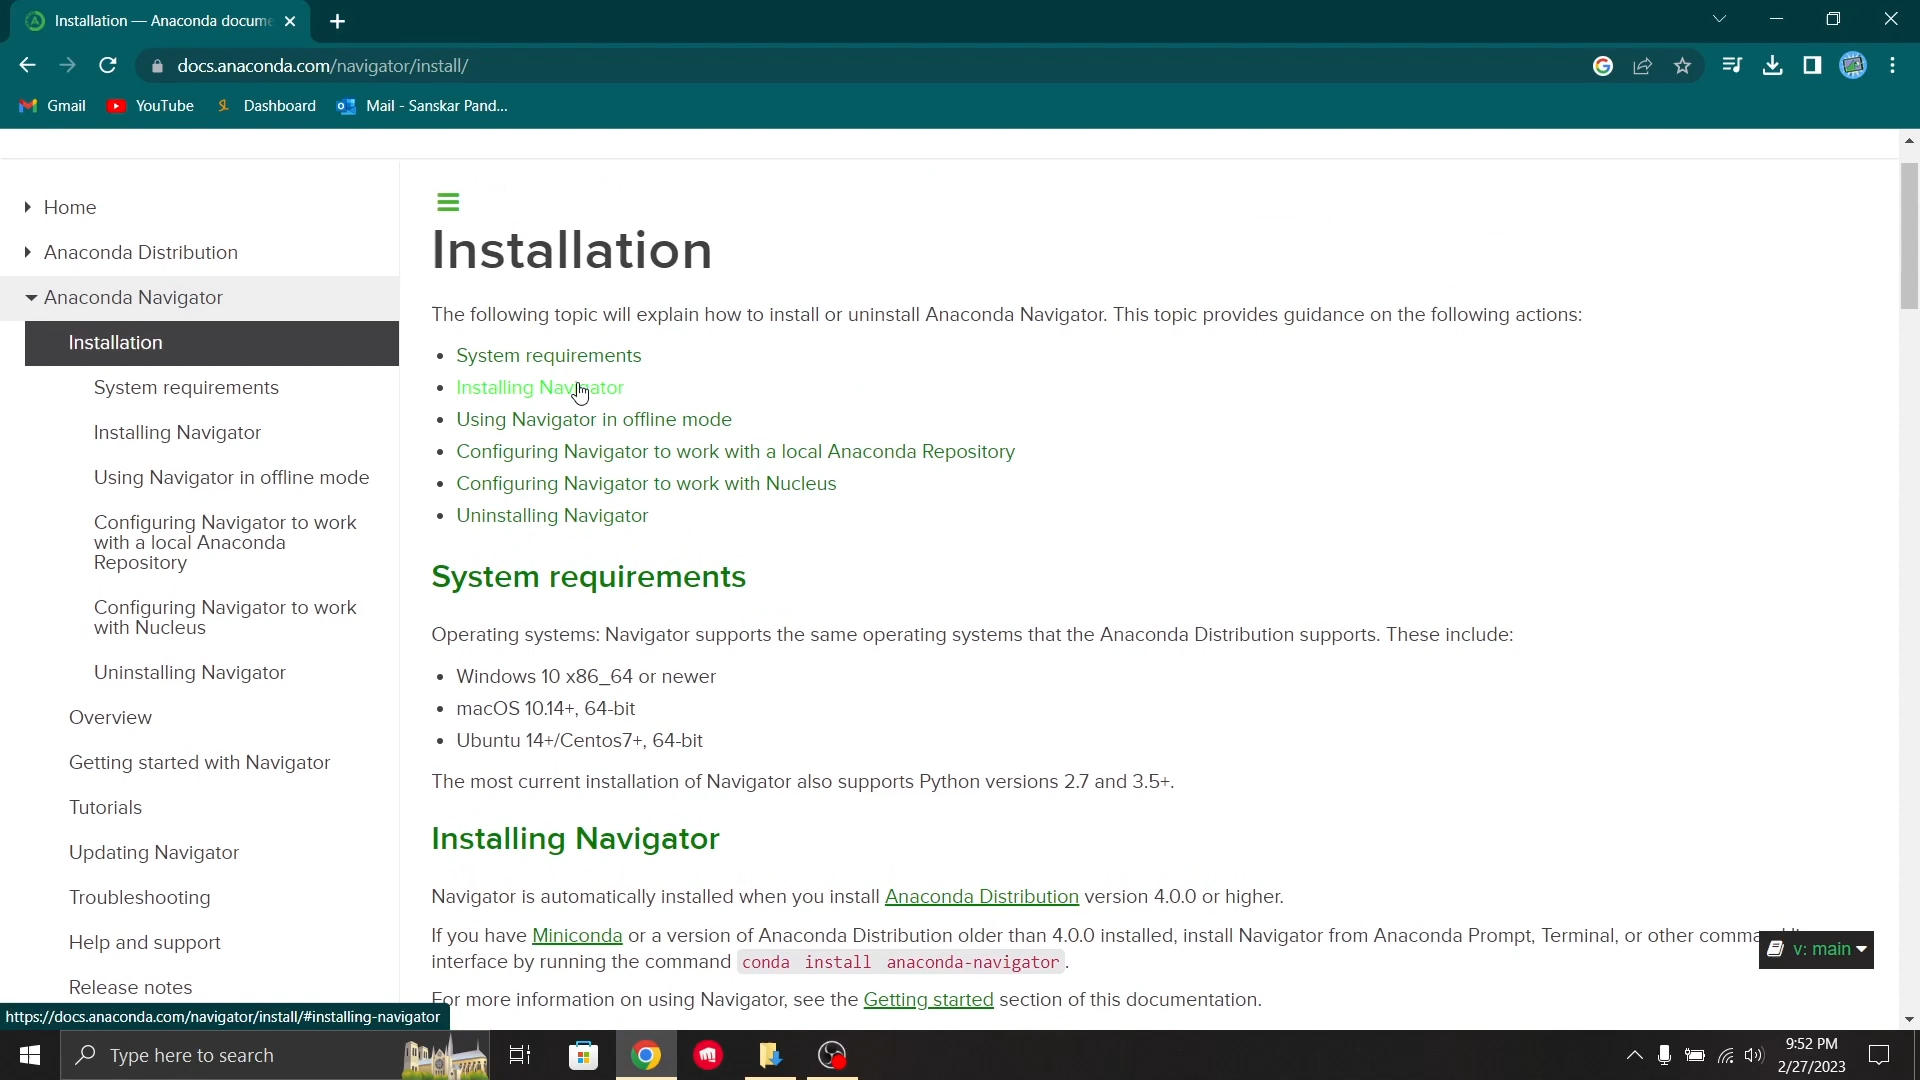 Installation — Anaconda docume
docs.anaconda.com/navigator/install/
Gmail
YouTube
Dashboard
Mail - Sanskar Pand...
Home
Anaconda Distribution
Anaconda Navigator
Installation
System requirements
Installing Navigator
Using Navigator in offline mode
Configuring Navigator to work
with a local Anaconda
Repository
Configuring Navigator to work
with Nucleus
Uninstalling Navigator
Overview
Getting started with Navigator
Tutorials
Updating Navigator
Troubleshooting
Help and support
Release notes
Installation
The following topic will explain how to install or uninstall Anaconda Navigator. This topic provides guidance on the following actions:
• System requirements
• Installing Navigator
• Using Navigator in offline mode
• Configuring Navigator to work with a local Anaconda Repository
• Configuring Navigator to work with Nucleus
• Uninstalling Navigator
System requirements
Operating systems: Navigator supports the same operating systems that the Anaconda Distribution supports. These include:
• Windows 10 x86_64 or newer
• macOS 10.14+, 64-bit
• Ubuntu 14+/Centos7+, 64-bit
The most current installation of Navigator also supports Python versions 2.7 and 3.5+.
Installing Navigator
Navigator is automatically installed when you install Anaconda Distribution version 4.0.0 or higher.
If you have Miniconda or a version of Anaconda Distribution older than 4.0.0 installed, install Navigator from Anaconda Prompt, Terminal, or other
interface by running the command conda install anaconda-navigator.
For more information on using Navigator, see the Getting started section of this documentation.
v: main
https://docs.anaconda.com/navigator/install/#installing-navigator
Type here to search
9:52 PM
2/27/2023